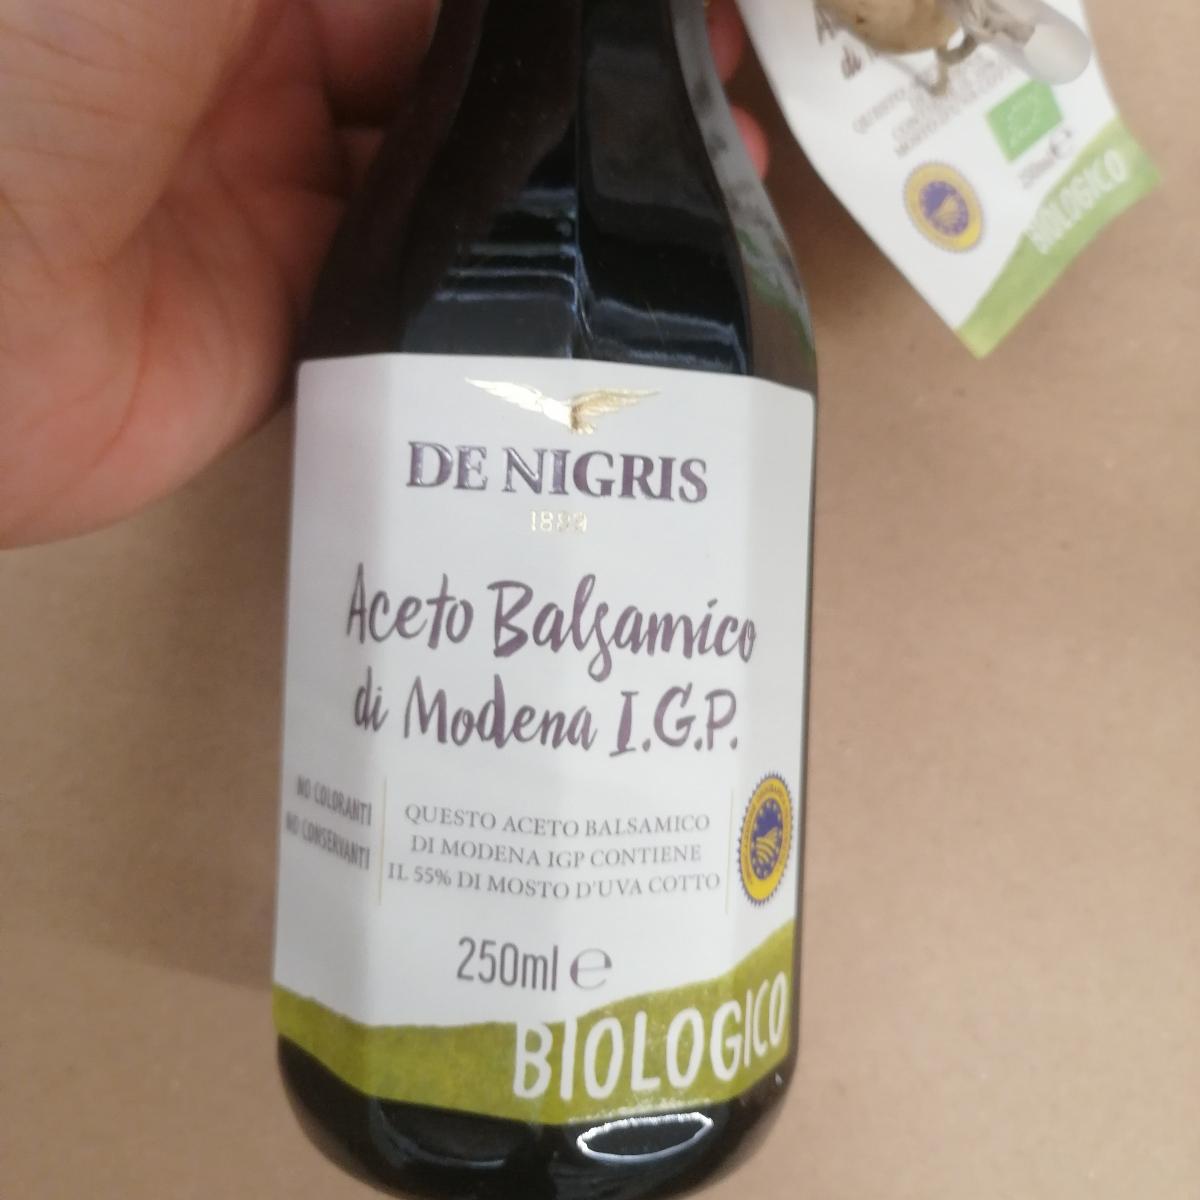 DE NIGRIS
1889
Aceto Balsamico
di Modena I.G.P.
NO COLORANTI
NO CONSERVANTI
QUESTO ACETO BALSAMICO
DI MODENA IGP CONTIENE
IL 55% DI MOSTO D'UVA COTTO
250ml e
BIOLOGICO
BIOLOGICO